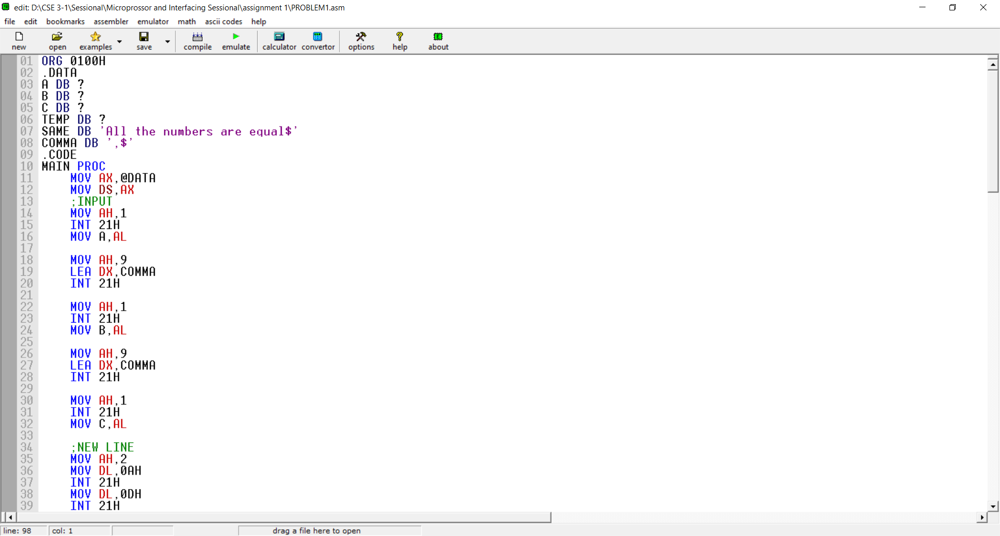 edit: D:\CSE 3-1\Sessional\Microprossor and Interfacing Sessional\assignment 1\PROBLEM1.asm
file edit bookmarks assembler emulator math ascii codes help
new open examples save compile emulate calculator convertor options help about
01 ORG 0100H
02 .DATA
03 A DB ?
04 B DB ?
05 C DB ?
06 TEMP DB ?
07 SAME DB 'All the numbers are equal$'
08 COMMA DB ',$'
09 .CODE
10 MAIN PROC
11 MOV AX,@DATA
12 MOV DS,AX
13 ;INPUT
14 MOV AH,1
15 INT 21H
16 MOV A,AL
17
18 MOV AH,9
19 LEA DX,COMMA
20 INT 21H
21
22 MOV AH,1
23 INT 21H
24 MOV B,AL
25
26 MOV AH,9
27 LEA DX,COMMA
28 INT 21H
29
30 MOV AH,1
31 INT 21H
32 MOV C,AL
33
34 ;NEW LINE
35 MOV AH,2
36 MOV DL,0AH
37 INT 21H
38 MOV DL,0DH
39 INT 21H
line: 98 col: 1 drag a file here to open